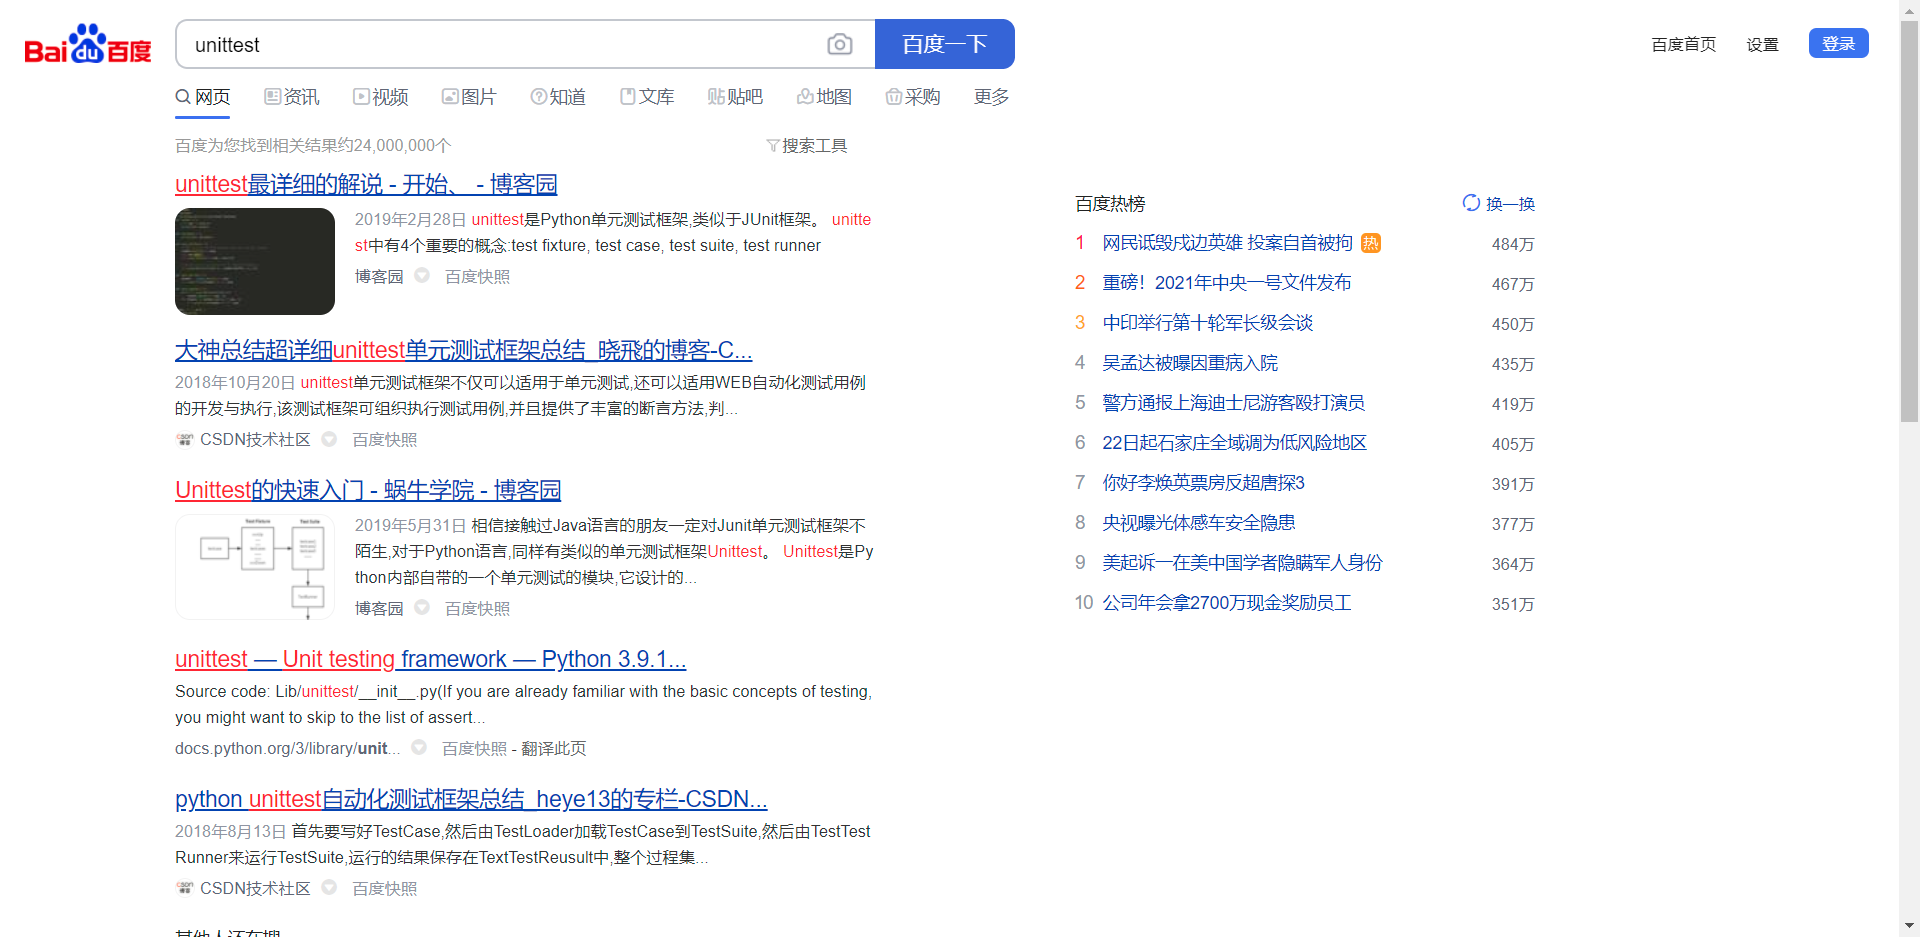 Baidu百度
unittest
百度一下
百度首页 设置 登录
网页 资讯 视频 图片 知道 文库 贴吧 地图 采购 更多
百度为您找到相关结果约24,000,000个
搜索工具
unittest最详细的解说 - 开始、 - 博客园
2019年2月28日 unittest是Python单元测试框架,类似于JUnit框架。 unitte
st中有4个重要的概念:test fixture, test case, test suite, test runner
博客园 百度快照
大神总结超详细unittest单元测试框架总结_晓飛的博客-C...
2018年10月20日 unittest单元测试框架不仅可以适用于单元测试,还可以适用WEB自动化测试用例
的开发与执行,该测试框架可组织执行测试用例,并且提供了丰富的断言方法,判...
CSDN技术社区 百度快照
Unittest的快速入门 - 蜗牛学院 - 博客园
Test Fixture Test Suite
2019年5月31日 相信接触过Java语言的朋友一定对Junit单元测试框架不
陌生,对于Python语言,同样有类似的单元测试框架Unittest。 Unittest是Py
thon内部自带的一个单元测试的模块,它设计的...
博客园 百度快照
unittest — Unit testing framework — Python 3.9.1...
Source code: Lib/unittest/__init__.py(If you are already familiar with the basic concepts of testing,
you might want to skip to the list of assert...
docs.python.org/3/library/unit... 百度快照 - 翻译此页
python unittest自动化测试框架总结_heye13的专栏-CSDN...
2018年8月13日 首先要写好TestCase,然后由TestLoader加载TestCase到TestSuite,然后由TestTest
Runner来运行TestSuite,运行的结果保存在TextTestReusult中,整个过程集...
CSDN技术社区 百度快照
其他人还在搜
百度热榜 换一换
1 网民诋毁戍边英雄 投案自首被拘 热 484万
2 重磅！2021年中央一号文件发布 467万
3 中印举行第十轮军长级会谈 450万
4 吴孟达被曝因重病入院 435万
5 警方通报上海迪士尼游客殴打演员 419万
6 22日起石家庄全域调为低风险地区 405万
7 你好李焕英票房反超唐探3 391万
8 央视曝光体感车安全隐患 377万
9 美起诉一在美中国学者隐瞒军人身份 364万
10 公司年会拿2700万现金奖励员工 351万